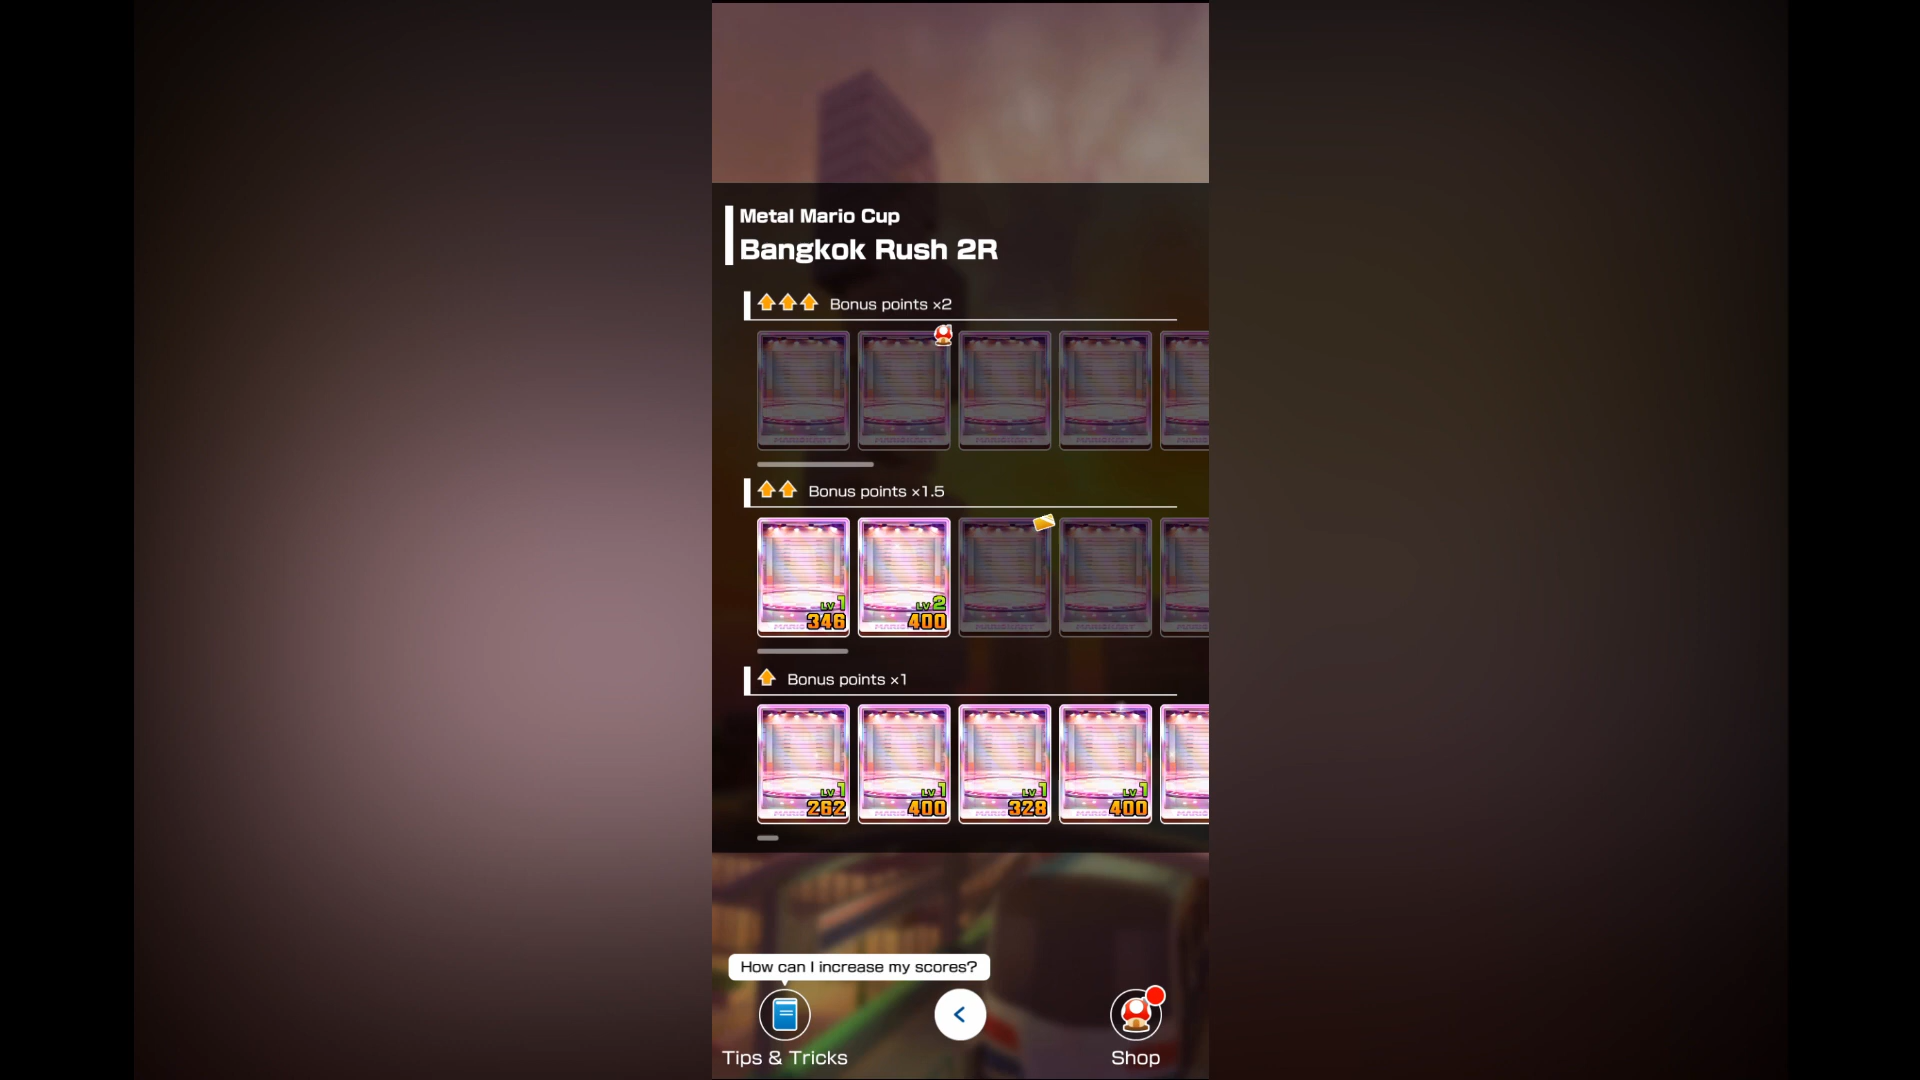 Metal Mario Cup
Bangkok Rush 2R
Bonus points ×2
Bonus points ×1.5
LV 1
346
LV 2
400
Bonus points ×1
LV 1
262
LV 1
400
LV 1
328
LV 1
400
How can I increase my scores?
Tips & Tricks
<
Shop